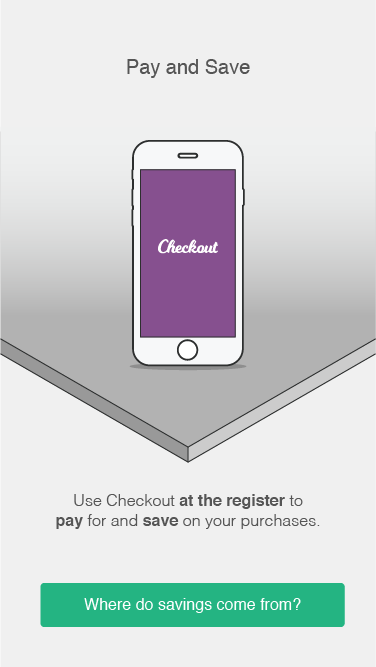 Pay and Save
Checkout
Use Checkout at the register to
pay for and save on your purchases.
Where do savings come from?